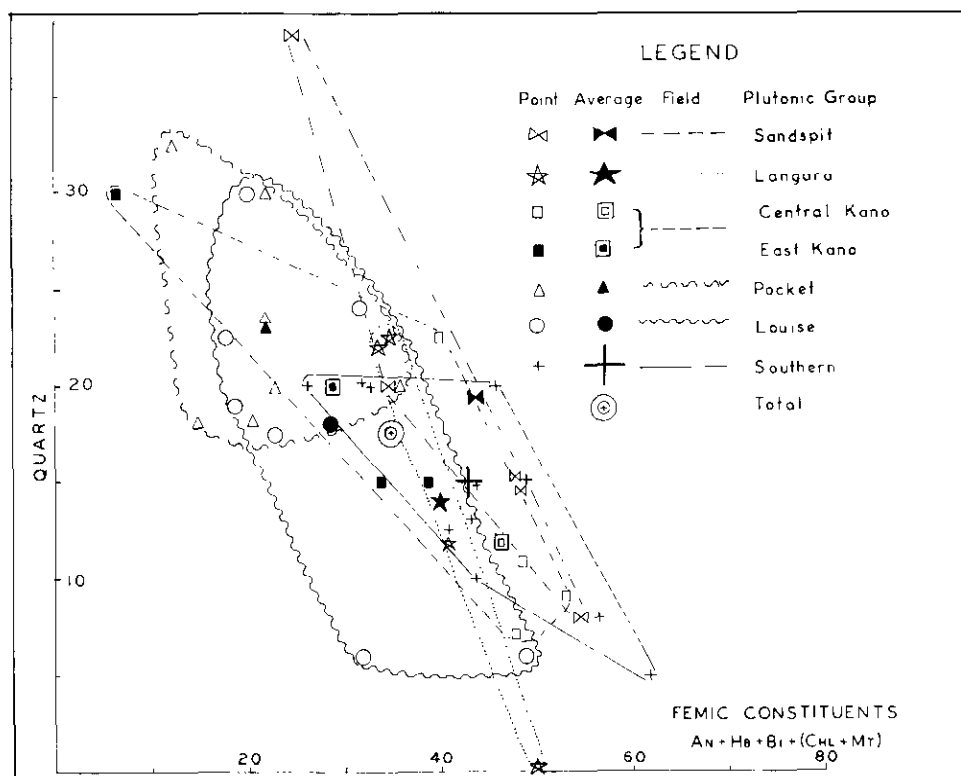 LEGEND
Point Average Field Plutonic Group
Sandspit
Langara
Central Kano
East Kano
Pocket
Louise
Southern
Total
30
20
10
QUARTZ
FEMIC CONSTITUENTS
AN + HB + BI + (CHL + MT)
20 40 60 80